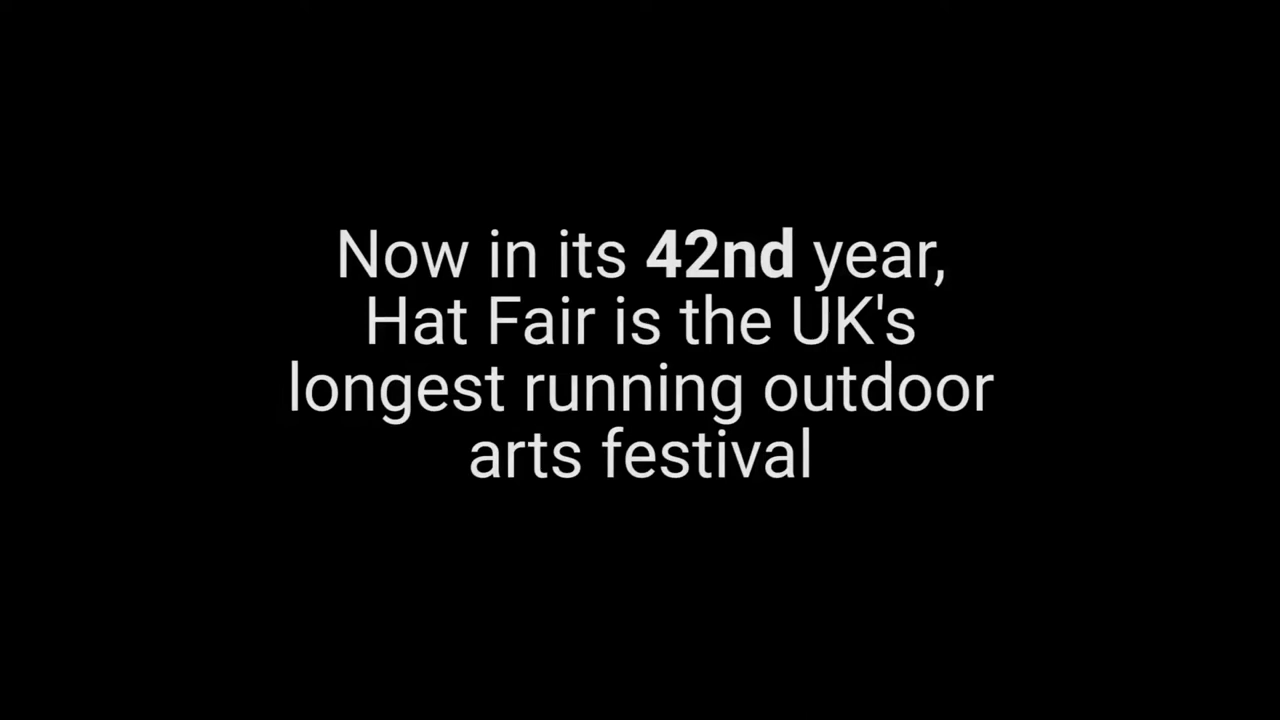 Now in its 42nd year,
Hat Fair is the UK's
longest running outdoor
arts festival